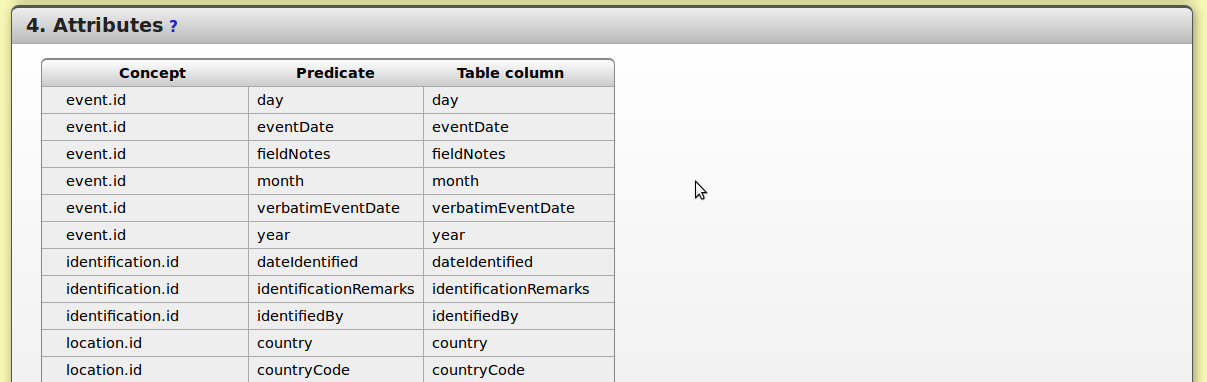 4. Attributes ?
Concept Predicate Table column
event.id day day
event.id eventDate eventDate
event.id fieldNotes fieldNotes
event.id month month
event.id verbatimEventDate verbatimEventDate
event.id year year
identification.id dateIdentified dateIdentified
identification.id identificationRemarks identificationRemarks
identification.id identifiedBy identifiedBy
location.id country country
location.id countryCode countryCode